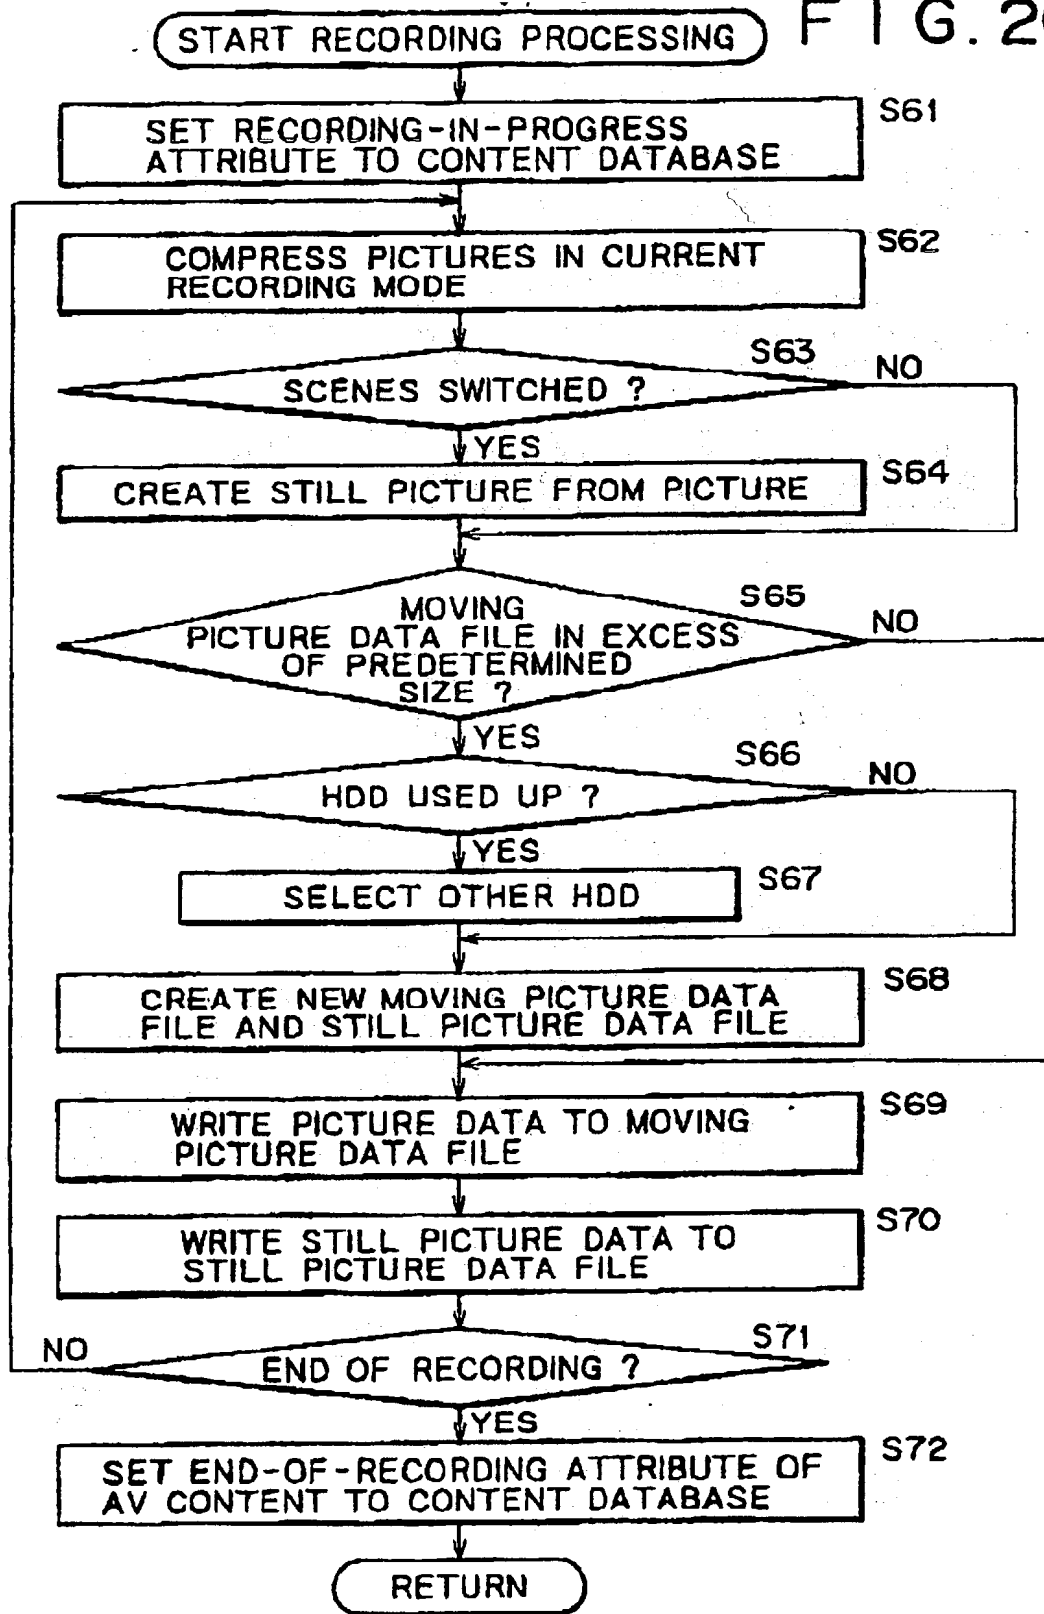 FIG. 20
START RECORDING PROCESSING
S61
SET RECORDING-IN-PROGRESS
ATTRIBUTE TO CONTENT DATABASE
S62
COMPRESS PICTURES IN CURRENT
RECORDING MODE
S63
NO
SCENES SWITCHED ?
YES
S64
CREATE STILL PICTURE FROM PICTURE
S65
NO
MOVING
PICTURE DATA FILE IN EXCESS
OF PREDETERMINED
SIZE ?
YES
S66
NO
HDD USED UP ?
YES
S67
SELECT OTHER HDD
S68
CREATE NEW MOVING PICTURE DATA
FILE AND STILL PICTURE DATA FILE
S69
WRITE PICTURE DATA TO MOVING
PICTURE DATA FILE
S70
WRITE STILL PICTURE DATA TO
STILL PICTURE DATA FILE
S71
NO
END OF RECORDING ?
YES
S72
SET END-OF-RECORDING ATTRIBUTE OF
AV CONTENT TO CONTENT DATABASE
RETURN